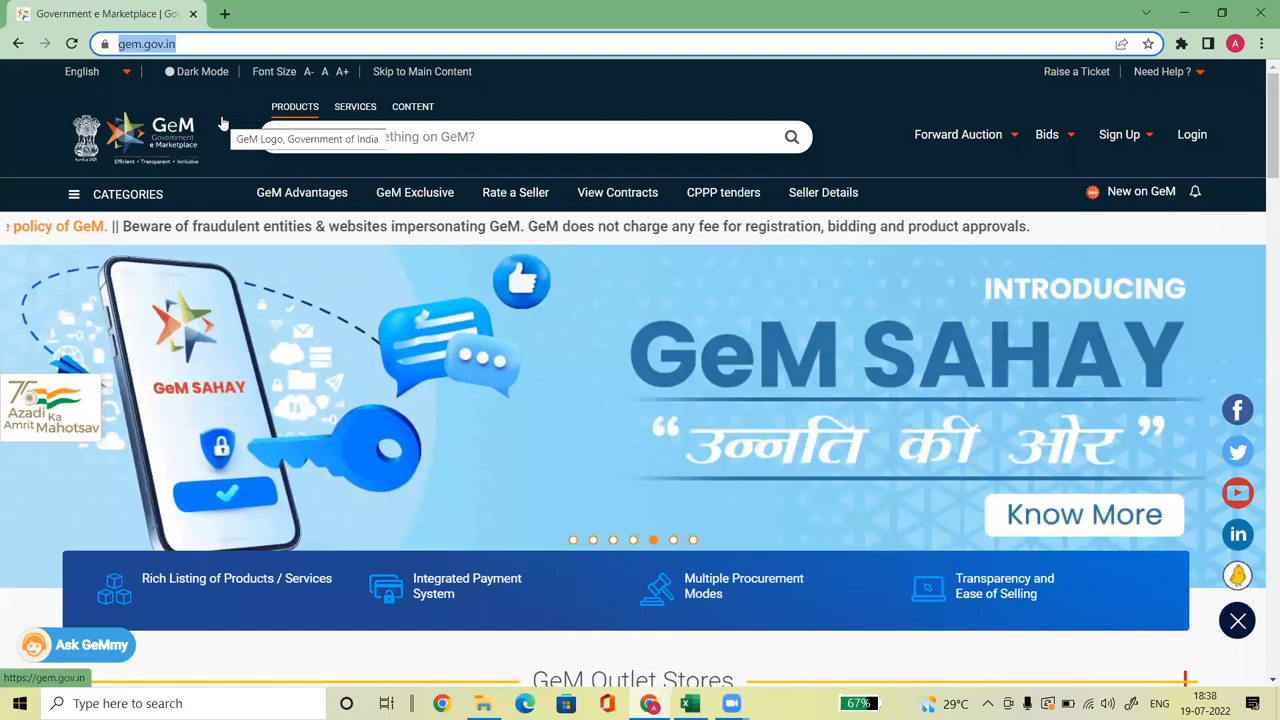 Government e Marketplace | Gov
gem.gov.in
A
English
Dark Mode
Font Size A- A A+
Skip to Main Content
Raise a Ticket
Need Help ?
PRODUCTS SERVICES CONTENT
GeM
Government
e Marketplace
Efficient • Transparent • Inclusive
GeM Logo, Government of India
ething on GeM?
Forward Auction
Bids
Sign Up
Login
CATEGORIES
GeM Advantages
GeM Exclusive
Rate a Seller
View Contracts
CPPP tenders
Seller Details
New on GeM
e policy of GeM. || Beware of fraudulent entities & websites impersonating GeM. GeM does not charge any fee for registration, bidding and product approvals.
INTRODUCING
GeM SAHAY
“उन्नति की ओर”
Know More
GeM SAHAY
75
Azadi Ka
Amrit Mahotsav
Rich Listing of Products / Services
Integrated Payment
System
Multiple Procurement
Modes
Transparency and
Ease of Selling
Ask GeMmy
https://gem.gov.in
GeM Outlet Stores
Type here to search
67%
29°C
ENG
18:38
19-07-2022